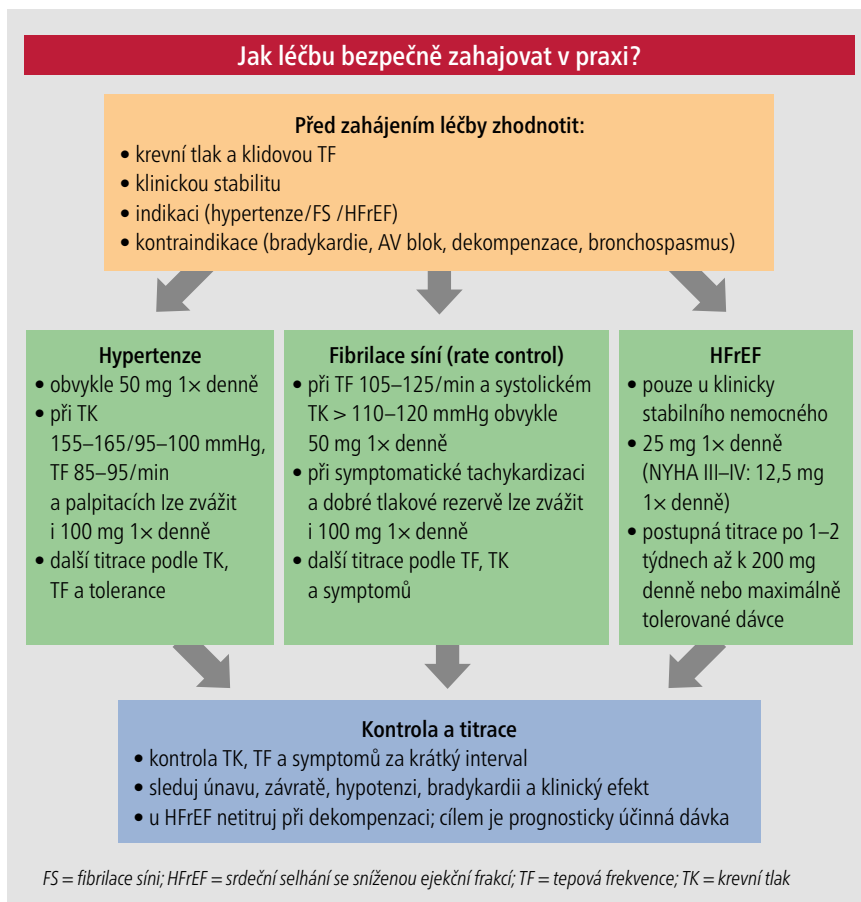 Jak léčbu bezpečně zahajovat v praxi?
Před zahájením léčby zhodnotit:
• krevní tlak a klidovou TF
• klinickou stabilitu
• indikaci (hypertenze/FS /HFrEF)
• kontraindikace (bradykardie, AV blok, dekompenzace, bronchospasmus)
Hypertenze
• obvykle 50 mg 1× denně
• při TK
155–165/95–100 mmHg,
TF 85–95/min
a palpitacích lze zvážit
i 100 mg 1× denně
• další titrace podle TK,
TF a tolerance
Fibrilace síní (rate control)
• při TF 105–125/min a systolickém
TK > 110–120 mmHg obvykle
50 mg 1× denně
• při symptomatické tachykardizaci
a dobré tlakové rezervě lze zvážit
i 100 mg 1× denně
• další titrace podle TF, TK
a symptomů
HFrEF
• pouze u klinicky
stabilního nemocného
• 25 mg 1× denně
(NYHA III–IV: 12,5 mg
1× denně)
• postupná titrace po 1–2
týdnech až k 200 mg
denně nebo maximálně
tolerované dávce
Kontrola a titrace
• kontrola TK, TF a symptomů za krátký interval
• sleduj únavu, závratě, hypotenzi, bradykardii a klinický efekt
• u HFrEF netitruj při dekompenzaci; cílem je prognosticky účinná dávka
FS = fibrilace síni; HFrEF = srdeční selhání se sníženou ejekční frakcí; TF = tepová frekvence; TK = krevní tlak